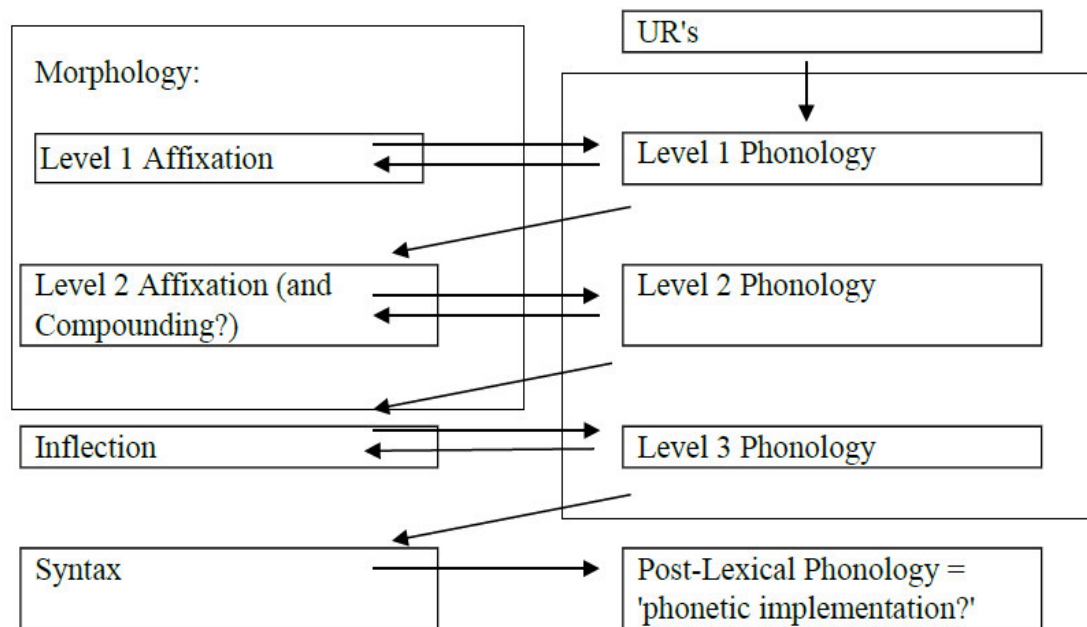 UR's
Morphology:
Level 1 Affixation
Level 1 Phonology
Level 2 Affixation (and
Compounding?)
Level 2 Phonology
Inflection
Level 3 Phonology
Syntax
Post-Lexical Phonology =
'phonetic implementation?'